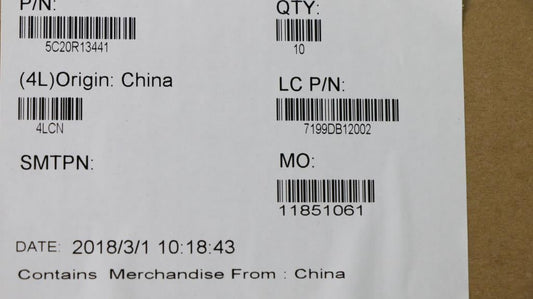 P/N:
QTY:
5C20R13441
10
(4L)Origin: China
LC P/N:
4LCN
7199DB12002
SMTPN:
MO:
11851061
DATE: 2018/3/1 10:18:43
Contains Merchandise From : China